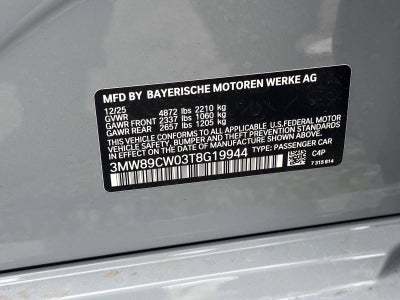 MFD BY BAYERISCHE MOTOREN WERKE AG
12/25
GVWR 4872 lbs 2210 kg
GAWR FRONT 2337 lbs 1060 kg
GAWR REAR 2657 lbs 1205 kg
THIS VEHICLE CONFORMS TO ALL APPLICABLE U.S.FEDERAL MOTOR
VEHICLE SAFETY, BUMPER, AND THEFT PREVENTION STANDARDS IN
EFFECT ON THE DATE OF MANUFACTURE SHOWN ABOVE.
3MW89CW03T8G19944 TYPE: PASSENGER CAR
C4P
7 315 814